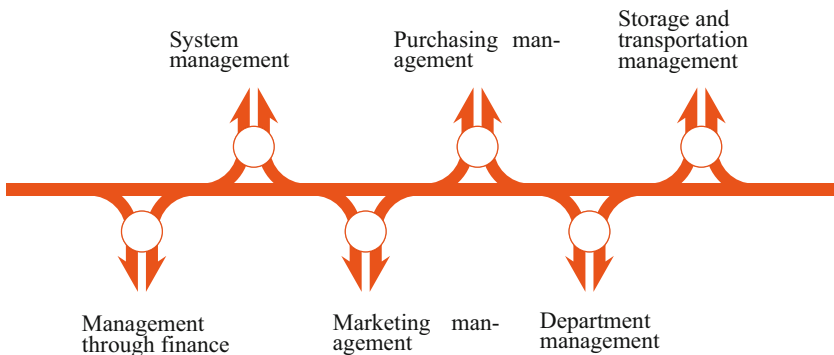 System
management
Purchasing man-
agement
Storage and
transportation
management
Management
through finance
Marketing man-
agement
Department
management